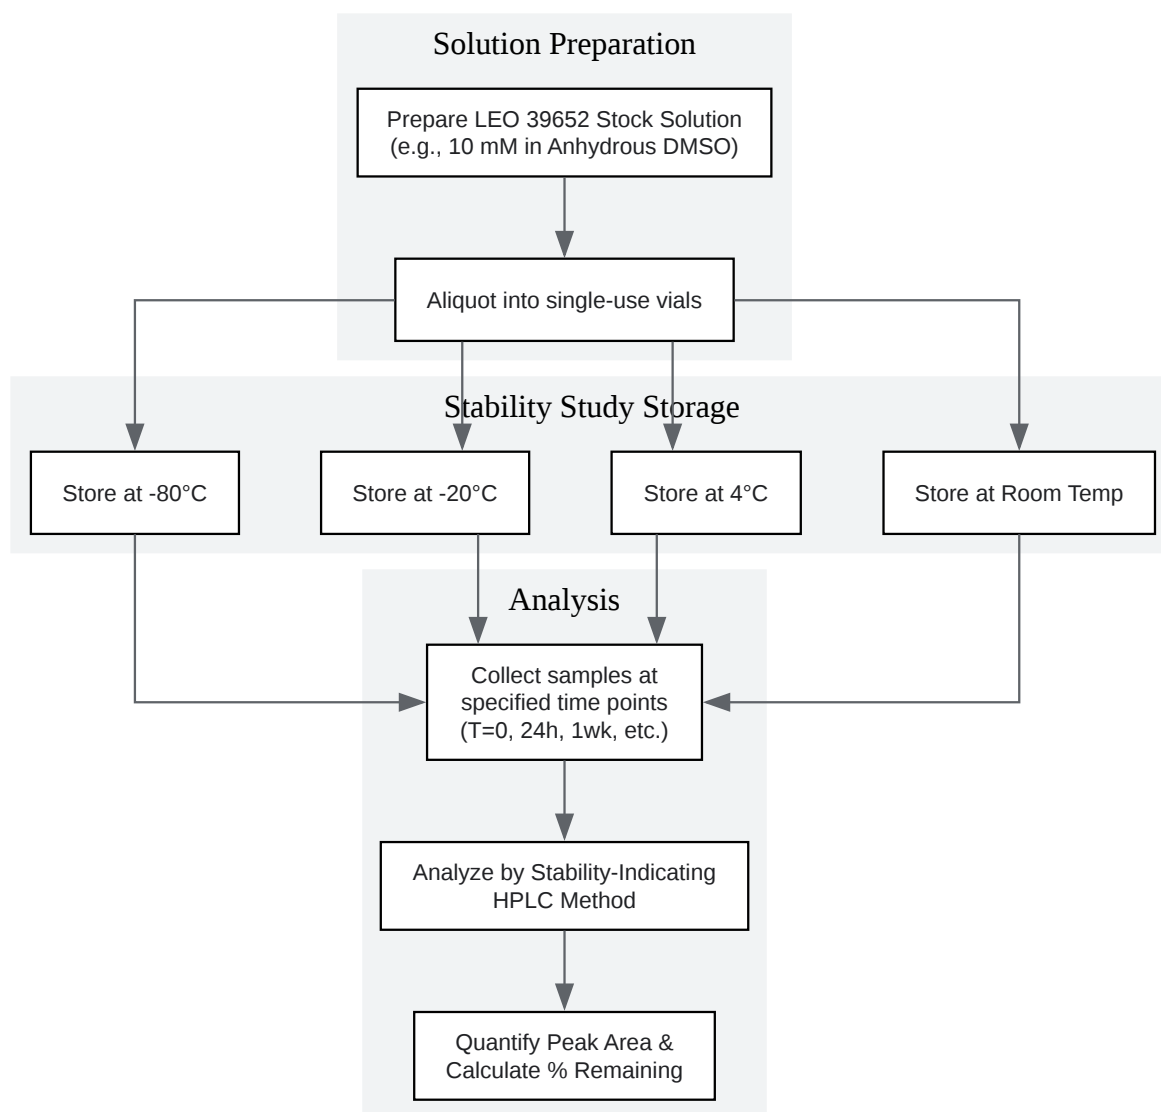 Solution Preparation
Prepare LEO 39652 Stock Solution
(e.g., 10 mM in Anhydrous DMSO)
Aliquot into single-use vials
Stability Study Storage
Store at -80°C
Store at -20°C
Store at 4°C
Store at Room Temp
Analysis
Collect samples at
specified time points
(T=0, 24h, 1wk, etc.)
Analyze by Stability-Indicating
HPLC Method
Quantify Peak Area &
Calculate % Remaining